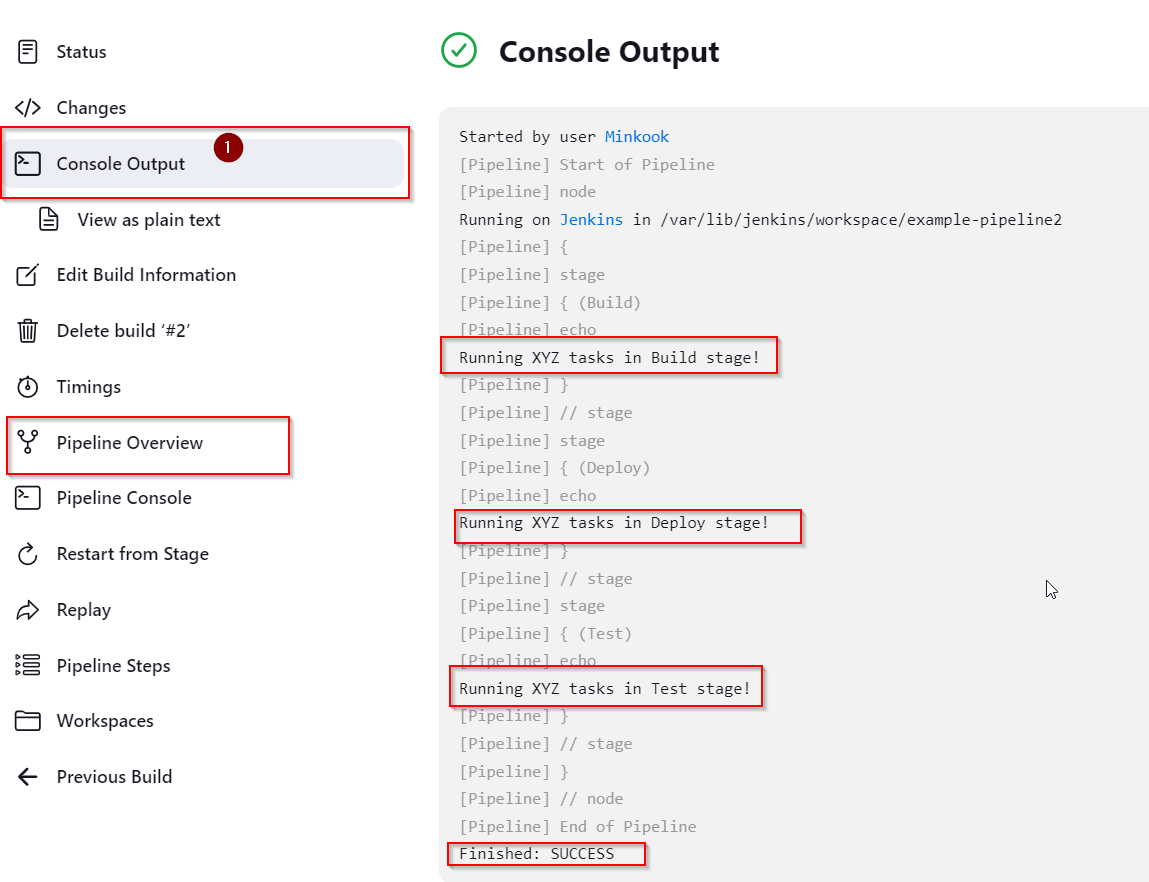 Status
Changes
Console Output
1
View as plain text
Edit Build Information
Delete build ‘#2’
Timings
Pipeline Overview
Pipeline Console
Restart from Stage
Replay
Pipeline Steps
Workspaces
Previous Build
Console Output
Started by user Minkook
[Pipeline] Start of Pipeline
[Pipeline] node
Running on Jenkins in /var/lib/jenkins/workspace/example-pipeline2
[Pipeline] {
[Pipeline] stage
[Pipeline] { (Build)
[Pipeline] echo
Running XYZ tasks in Build stage!
[Pipeline] }
[Pipeline] // stage
[Pipeline] stage
[Pipeline] { (Deploy)
[Pipeline] echo
Running XYZ tasks in Deploy stage!
[Pipeline] }
[Pipeline] // stage
[Pipeline] stage
[Pipeline] { (Test)
[Pipeline] echo
Running XYZ tasks in Test stage!
[Pipeline] }
[Pipeline] // stage
[Pipeline] }
[Pipeline] // node
[Pipeline] End of Pipeline
Finished: SUCCESS